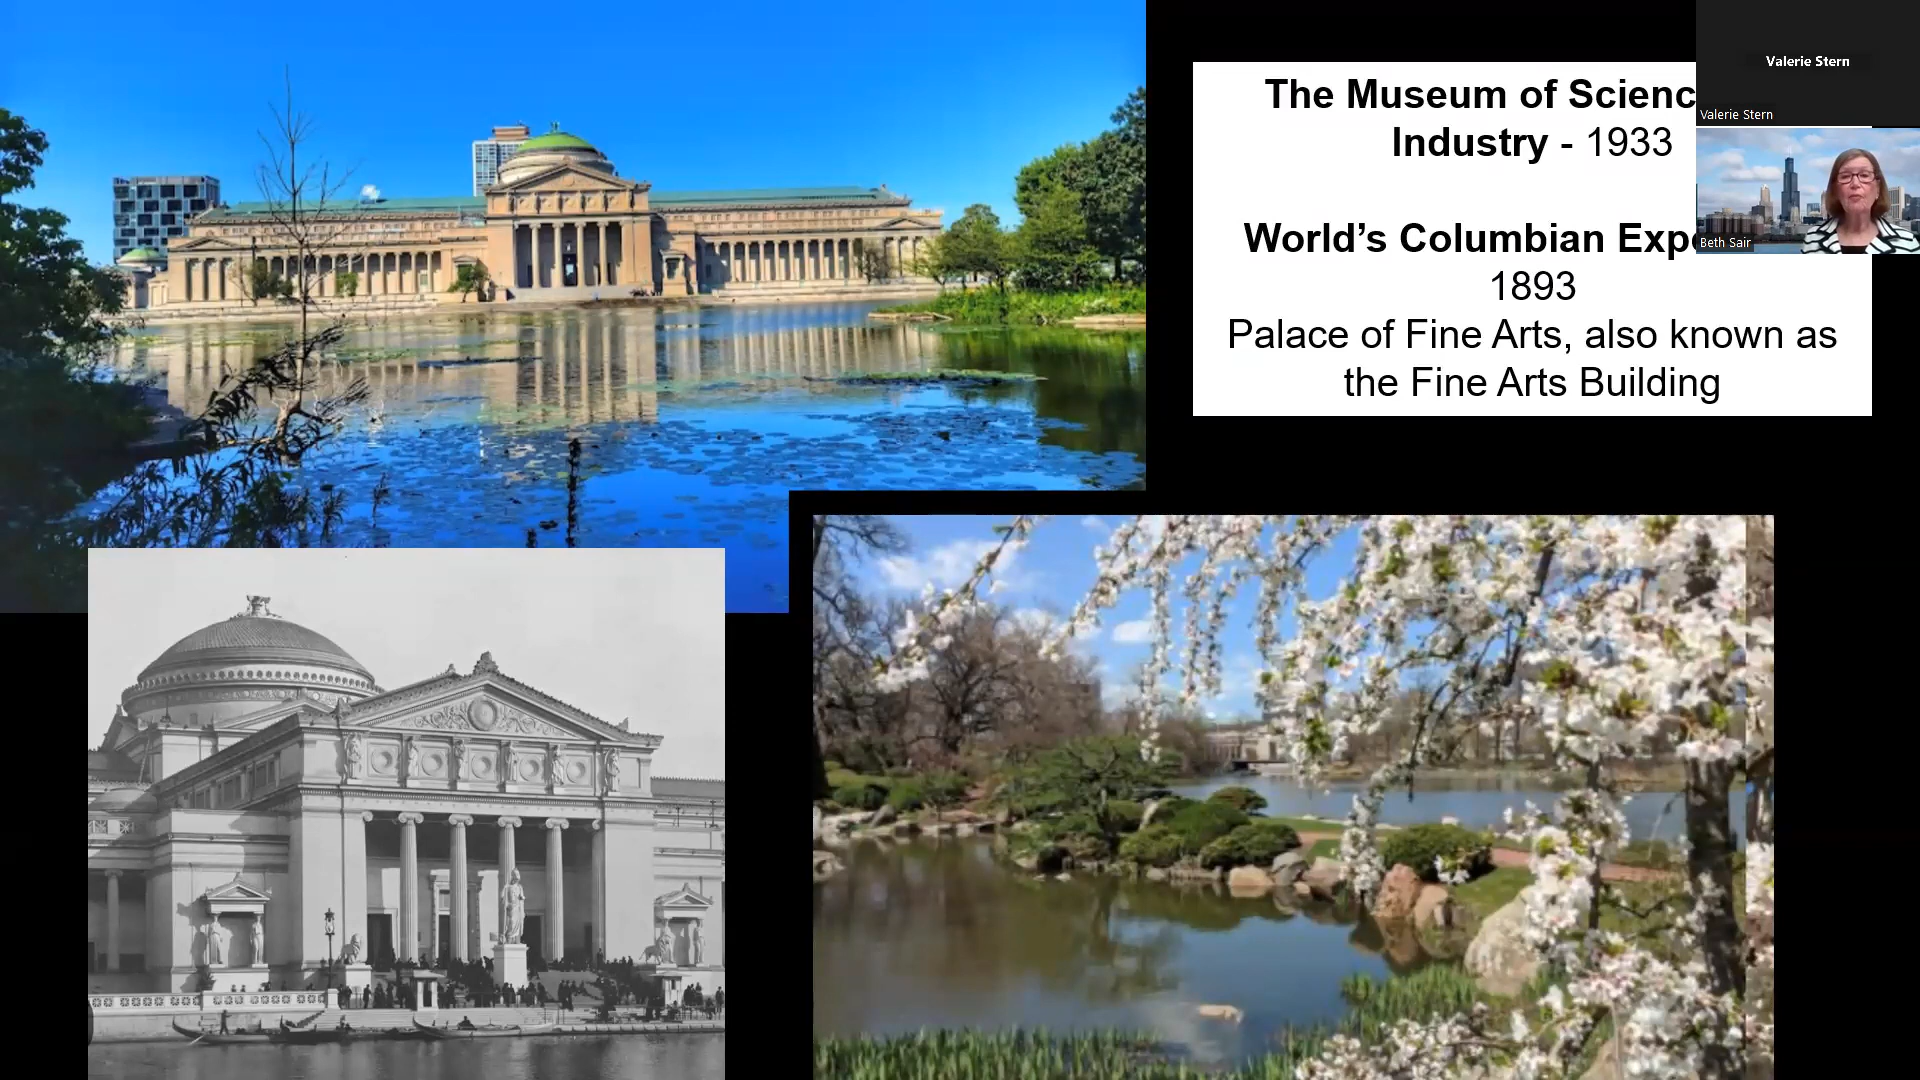 The Museum of Scienc
Industry - 1933
World's Columbian Exp
1893
Palace of Fine Arts, also known as
the Fine Arts Building
Valerie Stern
Valerie Stern
Beth Sair